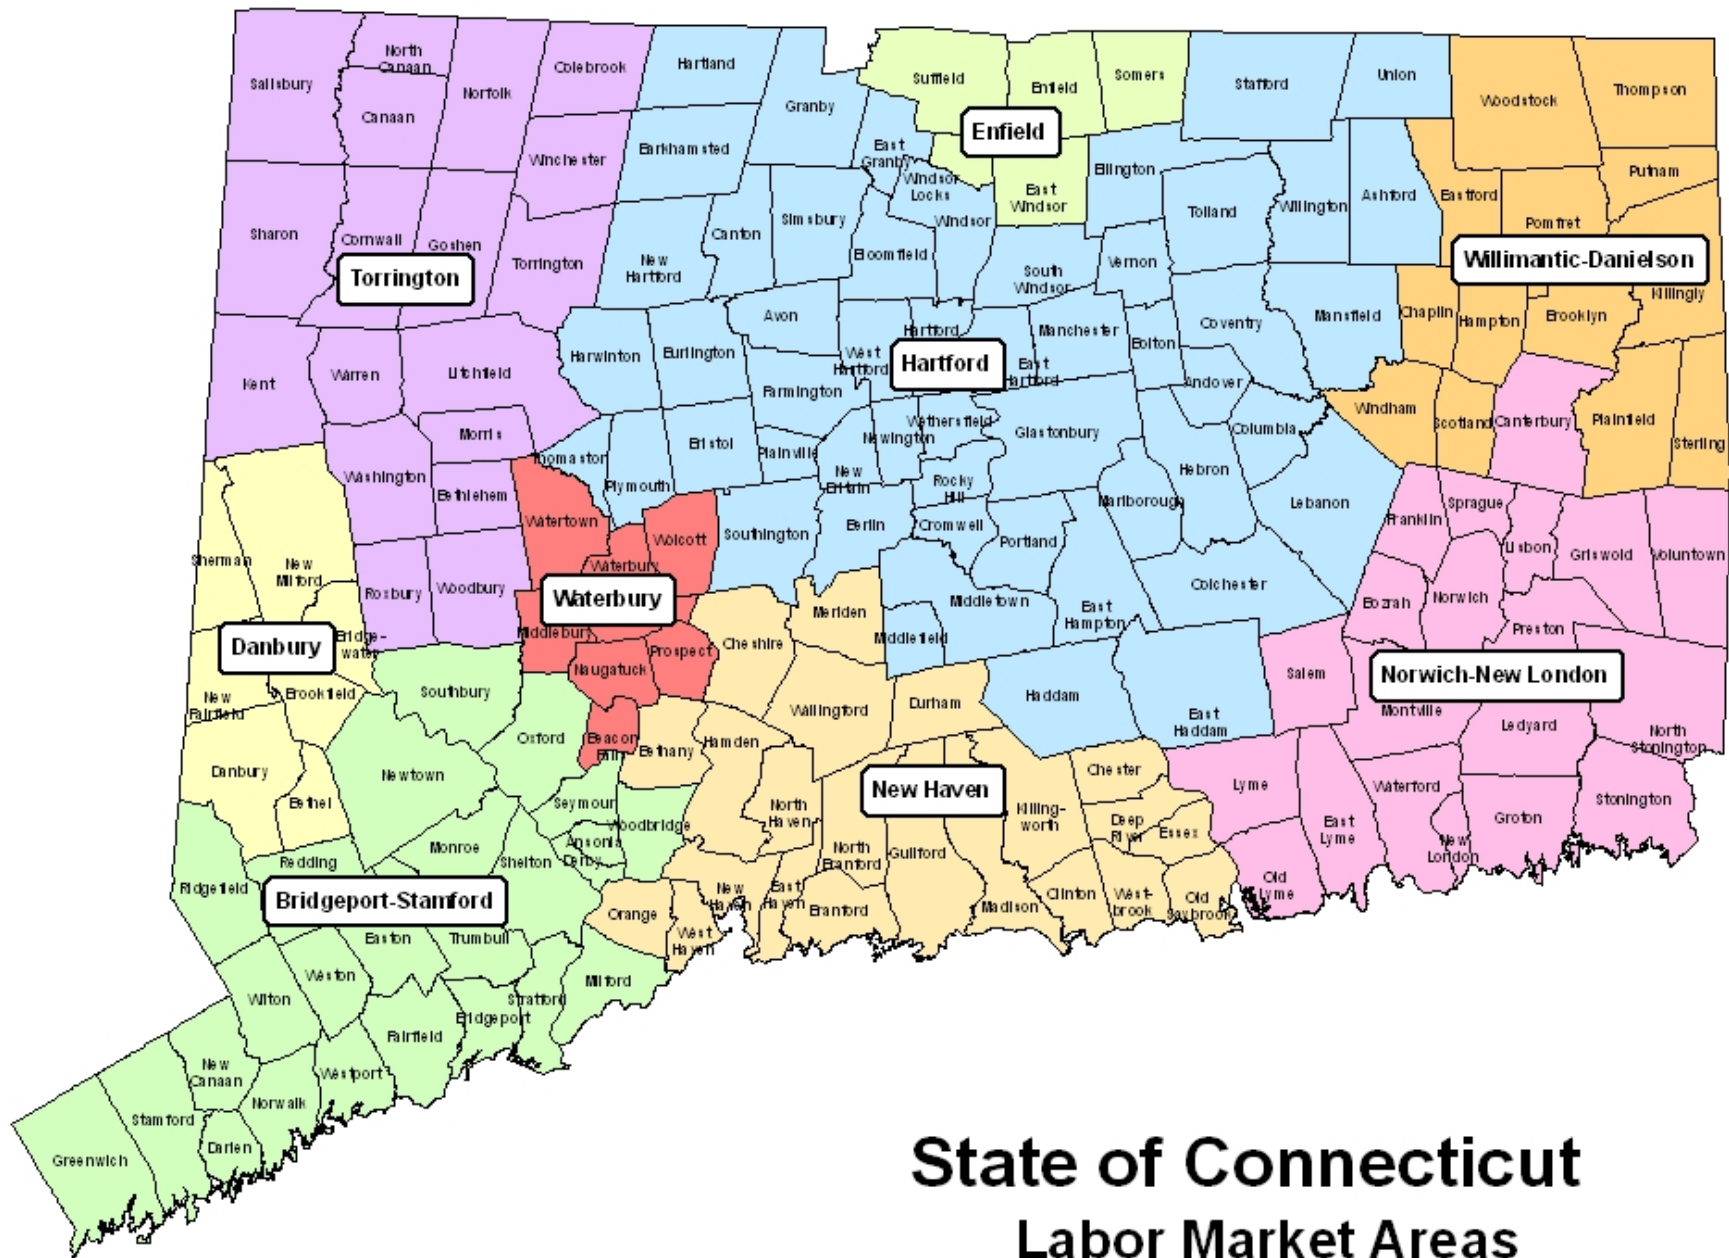 North
Canaan
Salisbury
Canaan
Norfolk
Colebrook
Hartland
Granby
Suffield
Enfield
Somers
Stafford
Union
Woodstock
Thompson
Winchester
Barkhamsted
East
Granby
Enfield
Windsor
Locks
East
Windsor
Ellington
Willington
Ashford
Eastford
Putnam
Pomfret
Sharon
Cornwall
Goshen
Torrington
Torrington
New
Hartford
Canton
Simsbury
Bloomfield
Windsor
South
Windsor
Vernon
Tolland
Willimantic-Danielson
Killingly
Kent
Warren
Litchfield
Harwinton
Burlington
Avon
West
Hartford
Hartford
Hartford
East
Hartford
Manchester
Bolton
Coventry
Mansfield
Chaplin
Hampton
Brooklyn
Morris
Farmington
Andover
Windham
Scotland
Canterbury
Plainfield
Sterling
Washington
Bethlehem
Thomaston
Plymouth
Bristol
Plainville
New
Britain
Newington
Wethersfield
Rocky
Hill
Glastonbury
Hebron
Columbia
Marlborough
Lebanon
Franklin
Sprague
Lisbon
Griswold
Voluntown
Sherman
New
Milford
Roxbury
Woodbury
Watertown
Waterbury
Wolcott
Waterbury
Southington
Berlin
Cromwell
Portland
Middletown
East
Hampton
Colchester
Bozrah
Norwich
Preston
Danbury
Bridge-
water
Middlebury
Naugatuck
Prospect
Cheshire
Meriden
Middlefield
Haddam
East
Haddam
Salem
Norwich-New London
Montville
Ledyard
North
Stonington
New
Fairfield
Brookfield
Southbury
Oxford
Beacon
Falls
Bethany
Hamden
Wallingford
Durham
Danbury
Bethel
Newtown
Seymour
Woodbridge
North
Haven
New Haven
Killing-
worth
Chester
Deep
River
Essex
Lyme
East
Lyme
Waterford
New
London
Groton
Stonington
Ridgefield
Redding
Monroe
Shelton
Ansonia
Derby
North
Branford
Guilford
Bridgeport-Stamford
Orange
West
Haven
New
Haven
East
Haven
Branford
Madison
Clinton
West-
brook
Old
Saybrook
Old
Lyme
Wilton
Weston
Easton
Trumbull
Milford
Stratford
Bridgeport
Fairfield
Westport
New
Canaan
Norwalk
Stamford
Darien
Greenwich
State of Connecticut
Labor Market Areas